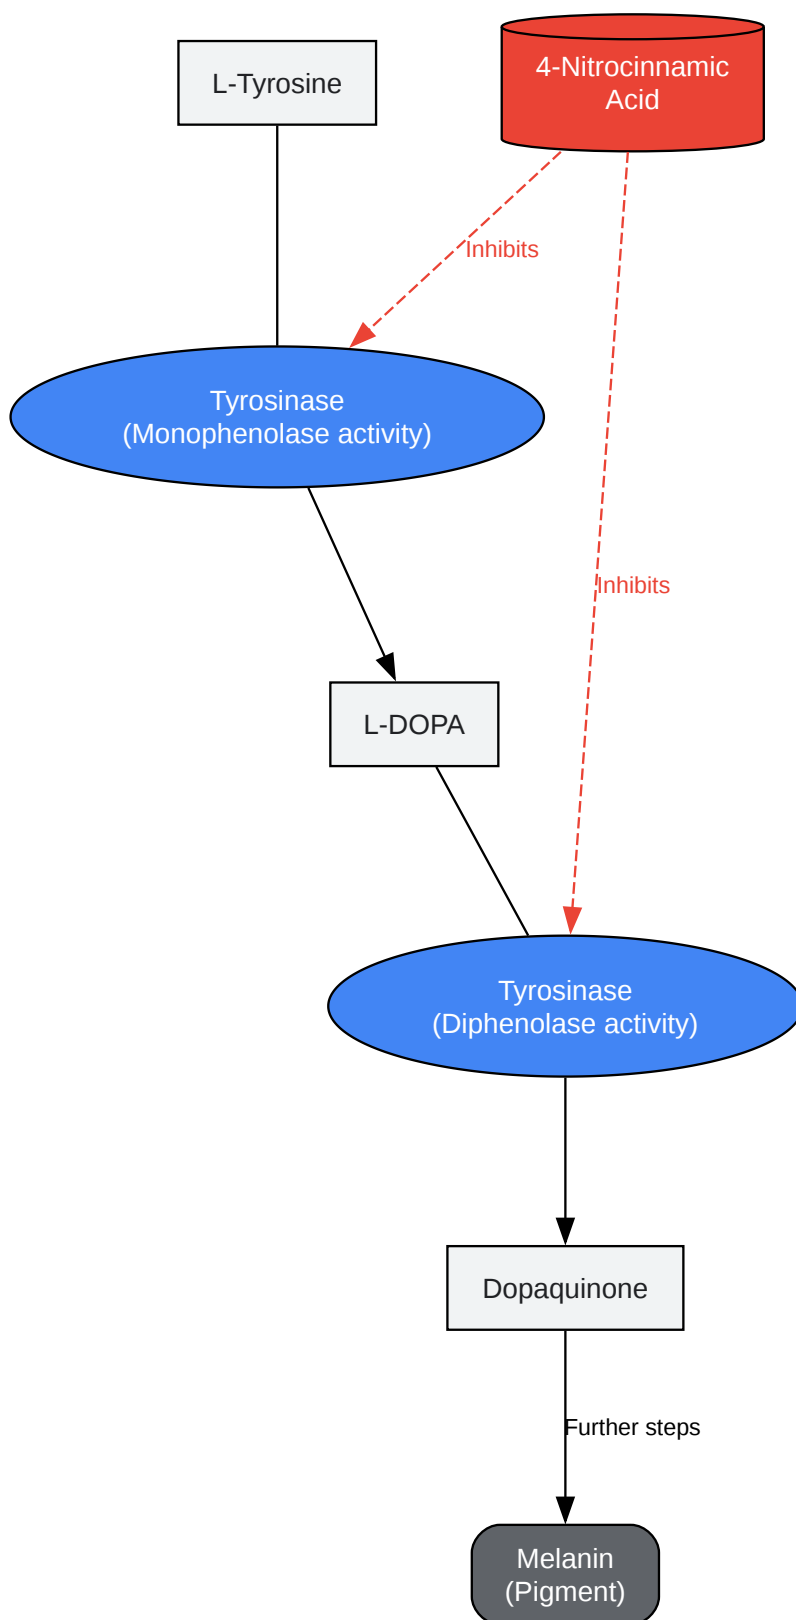 L-Tyrosine
4-Nitrocinnamic
Acid
Inhibits
Tyrosinase
(Monophenolase activity)
Inhibits
L-DOPA
Tyrosinase
(Diphenolase activity)
Dopaquinone
Further steps
Melanin
(Pigment)